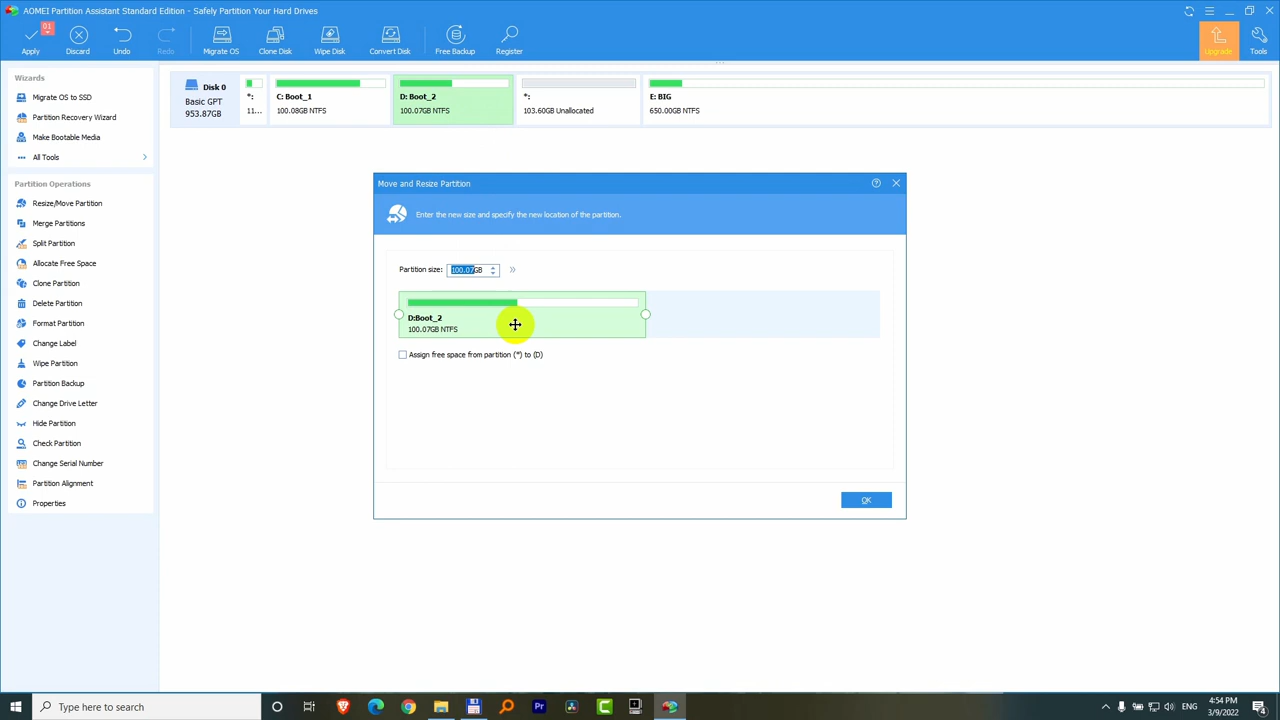 AOMEI Partition Assistant Standard Edition - Safely Partition Your Hard Drives
01
Apply
Discard
Undo
Redo
Migrate OS
Clone Disk
Wipe Disk
Convert Disk
Free Backup
Register
Upgrade
Tools
Wizards
Migrate OS to SSD
Partition Recovery Wizard
Make Bootable Media
All Tools
Partition Operations
Resize/Move Partition
Merge Partitions
Split Partition
Allocate Free Space
Clone Partition
Delete Partition
Format Partition
Change Label
Wipe Partition
Partition Backup
Change Drive Letter
Hide Partition
Check Partition
Change Serial Number
Partition Alignment
Properties
Disk 0
Basic GPT
953.87GB
*:
11...
C: Boot_1
100.08GB NTFS
D: Boot_2
100.07GB NTFS
*:
103.60GB Unallocated
E: BIG
650.00GB NTFS
Move and Resize Partition
Enter the new size and specify the new location of the partition.
Partition size: 100.07GB »
D:Boot_2
100.07GB NTFS
Assign free space from partition (*) to (D)
OK
Type here to search
ENG
4:54 PM
3/9/2022
4